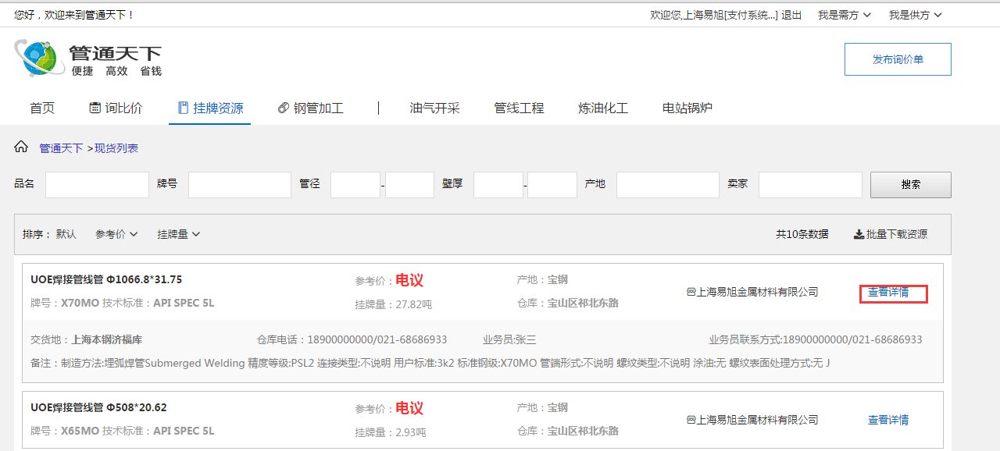 您好，欢迎来到管通天下！ 欢迎您,上海易旭[支付系统...] 退出 我是需方 我是供方
管通天下
便捷 高效 省钱
发布询价单
首页 询比价 挂牌资源 钢管加工 | 油气开采 管线工程 炼油化工 电站锅炉
管通天下 >现货列表
品名 牌号 管径 - 壁厚 - 产地 卖家 搜索
排序： 默认 参考价 挂牌量 共10条数据 批量下载资源
UOE焊接管线管 Φ1066.8*31.75 参考价：电议 产地：宝钢
上海易旭金属材料有限公司 查看详情
牌号：X70MO 技术标准：API SPEC 5L 挂牌量：27.82吨 仓库：宝山区祁北东路
交货地：上海本钢济福库 仓库电话：18900000000/021-68686933 业务员:张三 业务员联系方式:18900000000/021-68686933
备注：制造方法:埋弧焊管Submerged Welding 精度等级:PSL2 连接类型:不说明 用户标准:3k2 标准钢级:X70MO 管端形式:不说明 螺纹类型:不说明 涂油:无 螺纹表面处理方式:无 J
UOE焊接管线管 Φ508*20.62 参考价：电议 产地：宝钢
上海易旭金属材料有限公司 查看详情
牌号：X65MO 技术标准：API SPEC 5L 挂牌量：2.93吨 仓库：宝山区祁北东路